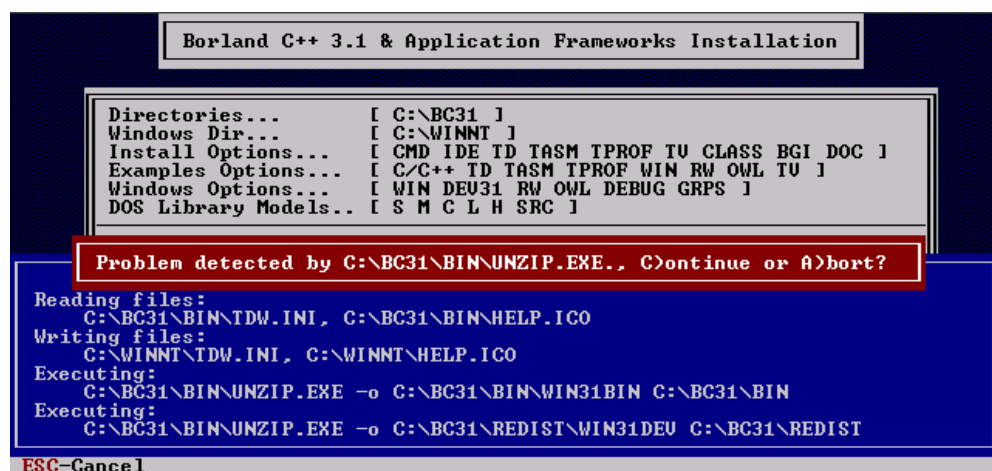 Borland C++ 3.1 & Application Frameworks Installation
Directories... [ C:\BC31 ]
Windows Dir... [ C:\WINNT ]
Install Options... [ CMD IDE TD TASM TPROF TV CLASS BGI DOC ]
Examples Options... [ C/C++ TD TASM TPROF WIN RW OWL TV ]
Windows Options... [ WIN DEV31 RW OWL DEBUG GRPS ]
DOS Library Models.. [ S M C L H SRC ]
Problem detected by C:\BC31\BIN\UNZIP.EXE., C)ontinue or A)bort?
Reading files:
C:\BC31\BIN\TDW.INI, C:\BC31\BIN\HELP.ICO
Writing files:
C:\WINNT\TDW.INI, C:\WINNT\HELP.ICO
Executing:
C:\BC31\BIN\UNZIP.EXE -o C:\BC31\BIN\WIN31BIN C:\BC31\BIN
Executing:
C:\BC31\BIN\UNZIP.EXE -o C:\BC31\REDIST\WIN31DEV C:\BC31\REDIST
ESC-Cancel